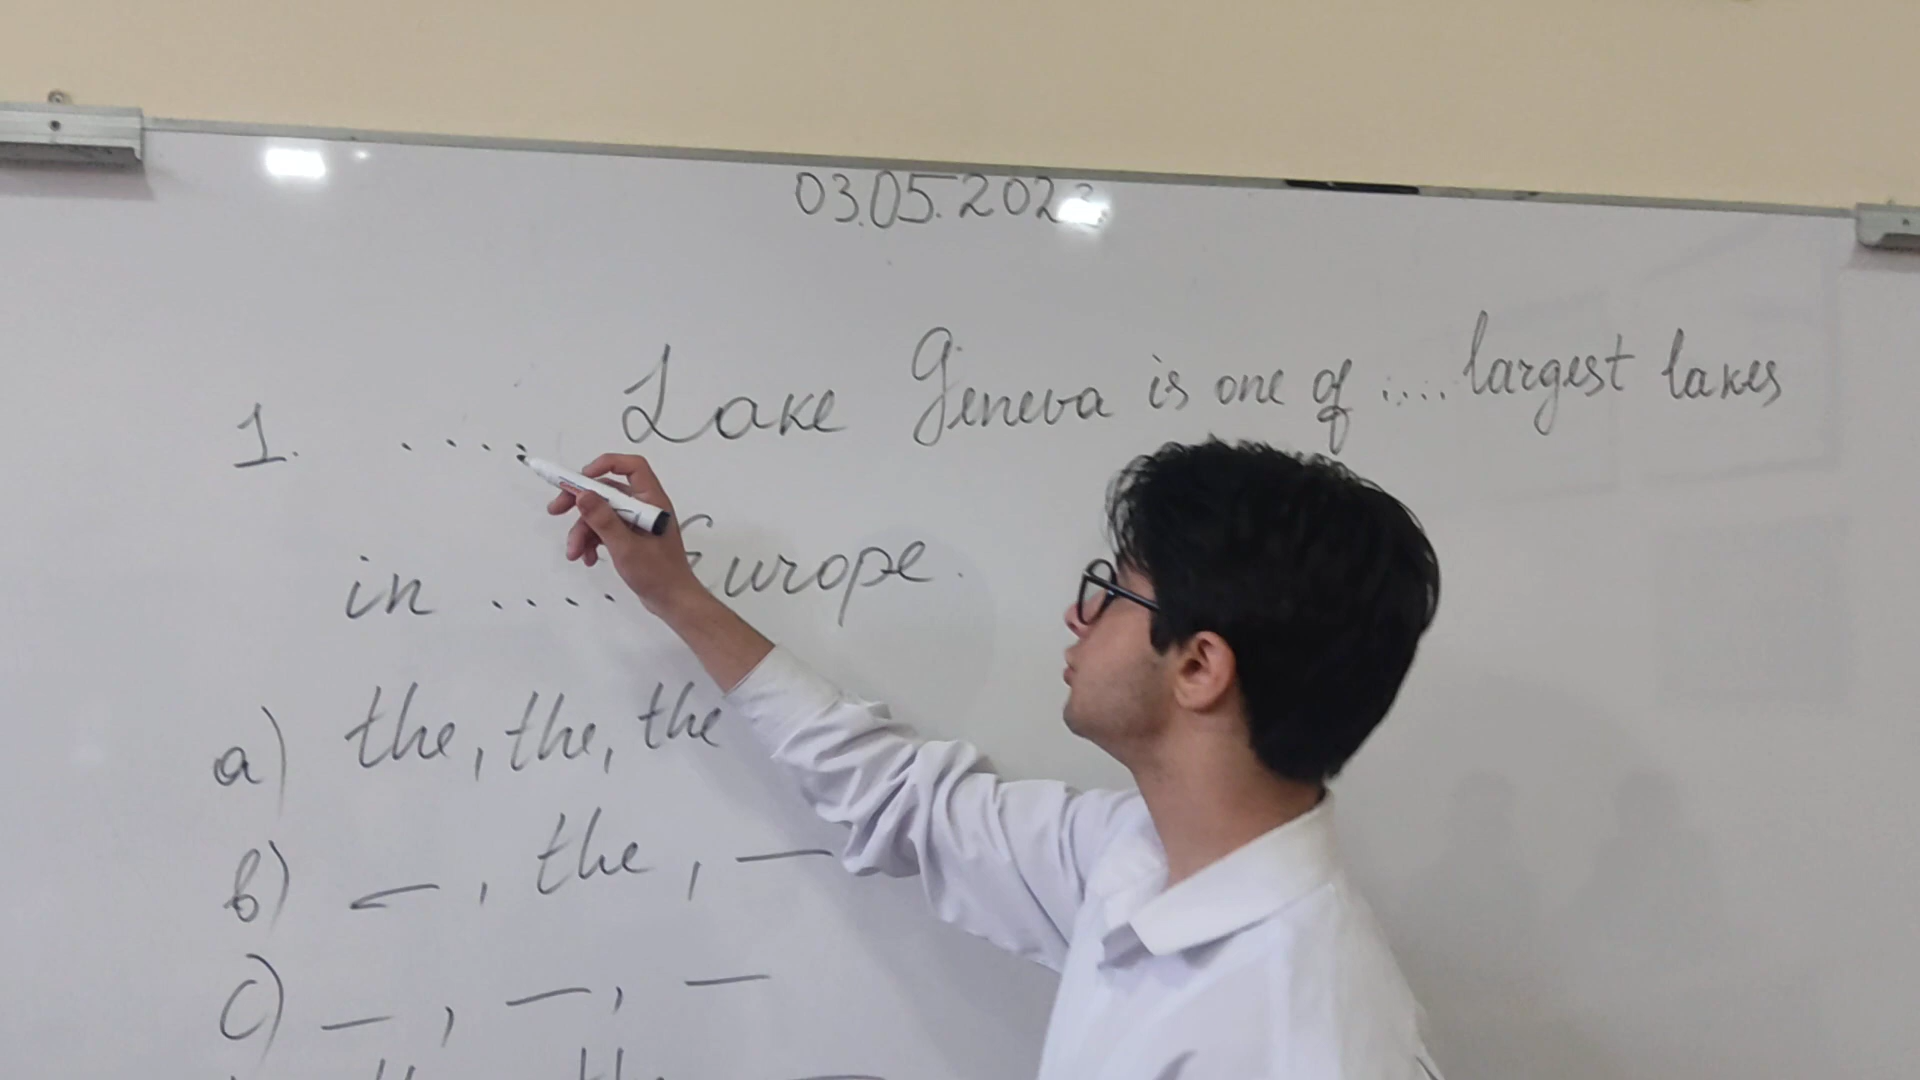 03.05.202
1. .... Lake Geneva is one of .... largest lakes
in .... Europe.
a) the, the, the
b) —, the, —
c) —, —, —